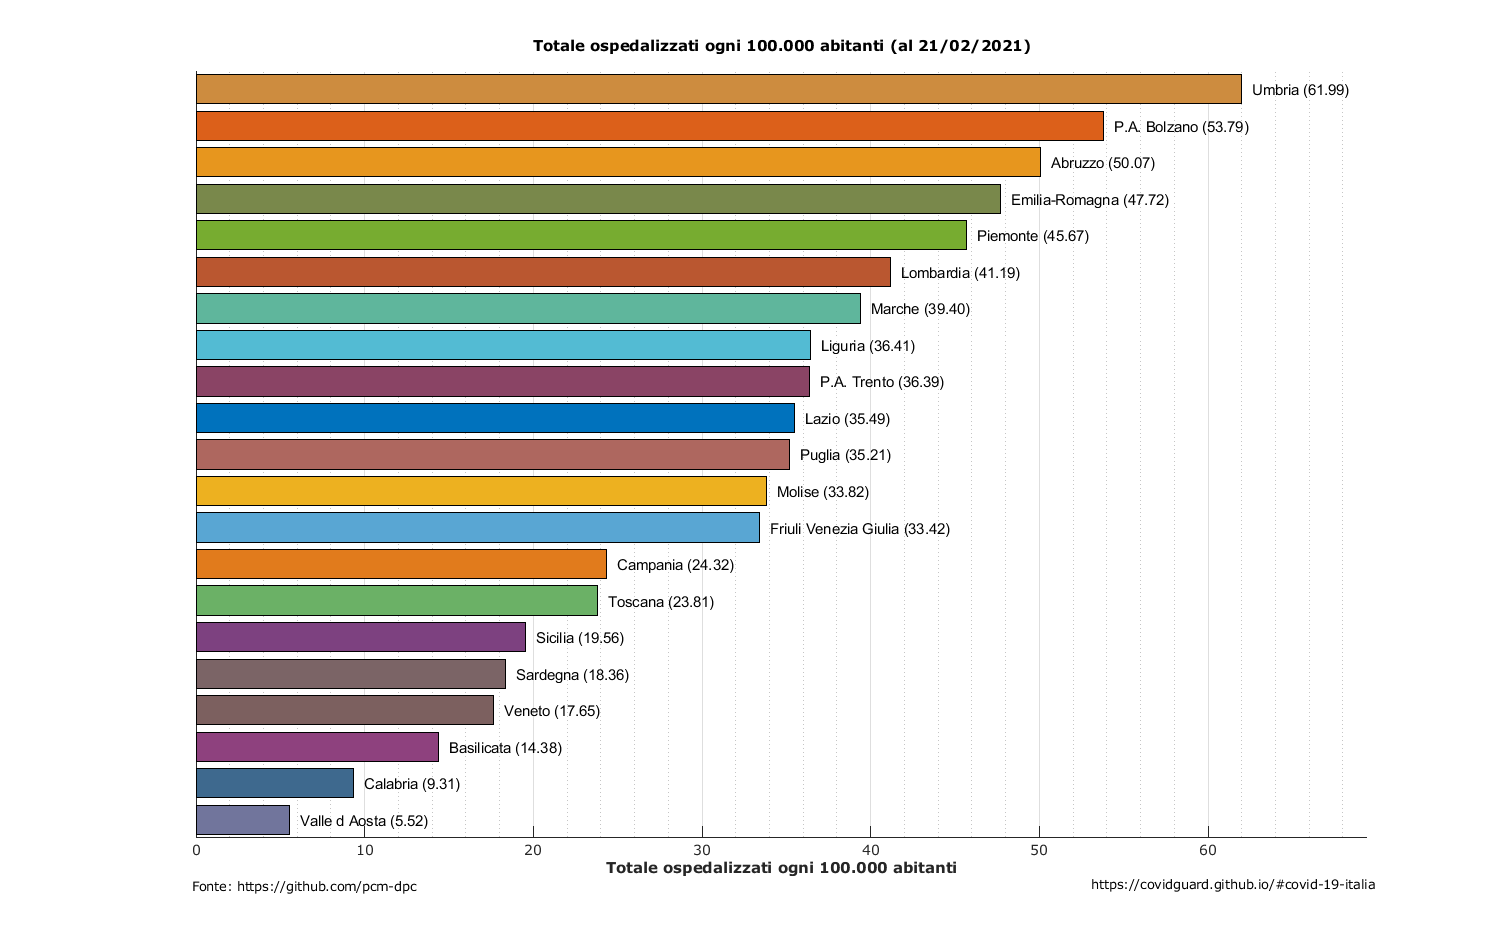 Totale ospedalizzati ogni 100.000 abitanti (al 21/02/2021)
Umbria (61.99)
P.A. Bolzano (53.79)
Abruzzo (50.07)
Emilia-Romagna (47.72)
Piemonte (45.67)
Lombardia (41.19)
Marche (39.40)
Liguria (36.41)
P.A. Trento (36.39)
Lazio (35.49)
Puglia (35.21)
Molise (33.82)
Friuli Venezia Giulia (33.42)
Campania (24.32)
Toscana (23.81)
Sicilia (19.56)
Sardegna (18.36)
Veneto (17.65)
Basilicata (14.38)
Calabria (9.31)
Valle d Aosta (5.52)
0 10 20 30 40 50 60
Totale ospedalizzati ogni 100.000 abitanti
Fonte: https://github.com/pcm-dpc
https://covidguard.github.io/#covid-19-italia